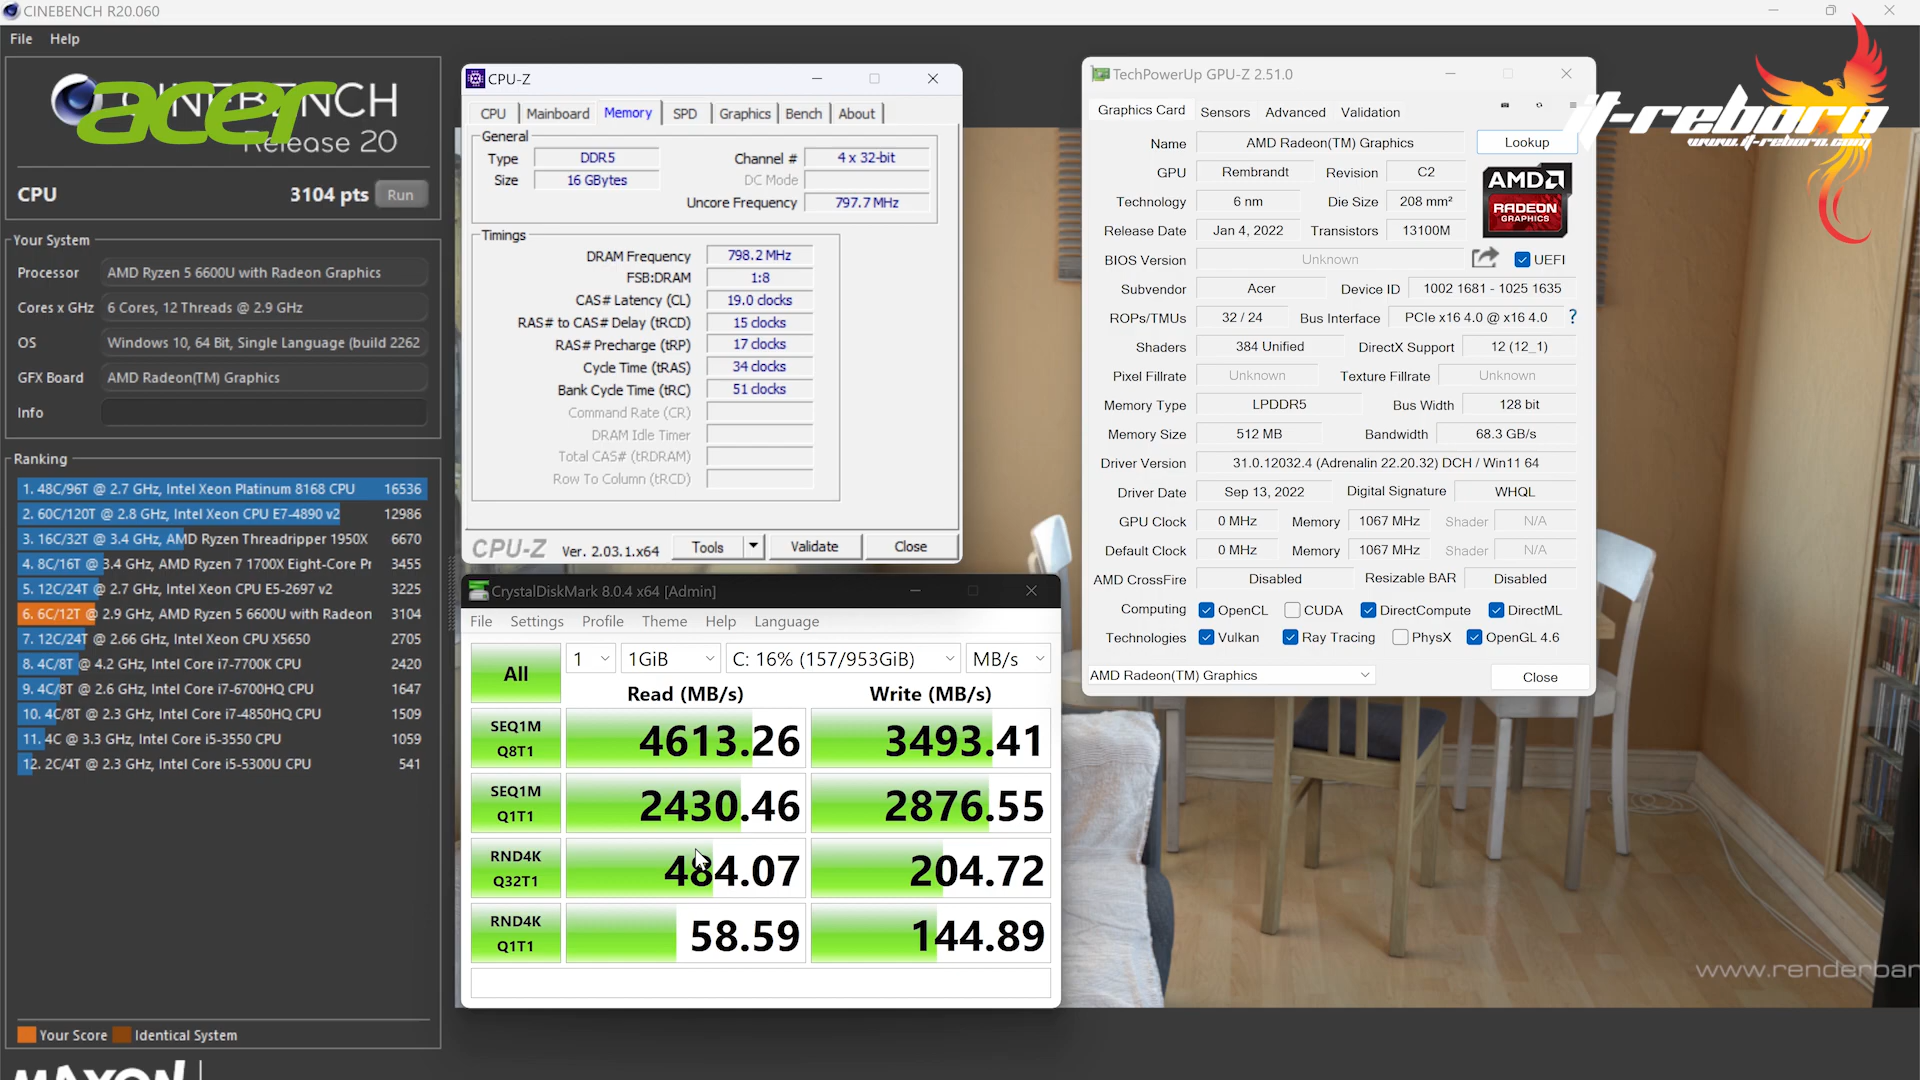 CINEBENCH R20.060
File Help
acer
CINEBENCH
Release 20
CPU 3104 pts Run
Your System
Processor AMD Ryzen 5 6600U with Radeon Graphics
Cores x GHz 6 Cores, 12 Threads @ 2.9 GHz
OS Windows 10, 64 Bit, Single Language (build 2262
GFX Board AMD Radeon(TM) Graphics
Info
Ranking
1. 48C/96T @ 2.7 GHz, Intel Xeon Platinum 8168 CPU 16536
2. 60C/120T @ 2.8 GHz, Intel Xeon CPU E7-4890 v2 12986
3. 16C/32T @ 3.4 GHz, AMD Ryzen Threadripper 1950X 6670
4. 8C/16T @ 3.4 GHz, AMD Ryzen 7 1700X Eight-Core Pr 3455
5. 12C/24T @ 2.7 GHz, Intel Xeon CPU E5-2697 v2 3225
6. 6C/12T @ 2.9 GHz, AMD Ryzen 5 6600U with Radeon 3104
7. 12C/24T @ 2.66 GHz, Intel Xeon CPU X5650 2705
8. 4C/8T @ 4.2 GHz, Intel Core i7-7700K CPU 2420
9. 4C/8T @ 2.6 GHz, Intel Core i7-6700HQ CPU 1647
10. 4C/8T @ 2.3 GHz, Intel Core i7-4850HQ CPU 1509
11. 4C @ 3.3 GHz, Intel Core i5-3550 CPU 1059
12. 2C/4T @ 2.3 GHz, Intel Core i5-5300U CPU 541
Your Score Identical System
MAXON
CPU-Z
CPU Mainboard Memory SPD Graphics Bench About
General
Type DDR5 Channel # 4 x 32-bit
Size 16 GBytes DC Mode
Uncore Frequency 797.7 MHz
Timings
DRAM Frequency 798.2 MHz
FSB:DRAM 1:8
CAS# Latency (CL) 19.0 clocks
RAS# to CAS# Delay (tRCD) 15 clocks
RAS# Precharge (tRP) 17 clocks
Cycle Time (tRAS) 34 clocks
Bank Cycle Time (tRC) 51 clocks
Command Rate (CR)
DRAM Idle Timer
Total CAS# (tRDRAM)
Row To Column (tRCD)
CPU-Z Ver. 2.03.1.x64 Tools Validate Close
CrystalDiskMark 8.0.4 x64 [Admin]
File Settings Profile Theme Help Language
All 1 1GiB C: 16% (157/953GiB) MB/s
Read (MB/s) Write (MB/s)
SEQ1M
Q8T1 4613.26 3493.41
SEQ1M
Q1T1 2430.46 2876.55
RND4K
Q32T1 484.07 204.72
RND4K
Q1T1 58.59 144.89
TechPowerUp GPU-Z 2.51.0
Graphics Card Sensors Advanced Validation
Name AMD Radeon(TM) Graphics Lookup
GPU Rembrandt Revision C2
Technology 6 nm Die Size 208 mm²
Release Date Jan 4, 2022 Transistors 13100M
BIOS Version Unknown UEFI
Subvendor Acer Device ID 1002 1681 - 1025 1635
ROPs/TMUs 32 / 24 Bus Interface PCIe x16 4.0 @ x16 4.0 ?
Shaders 384 Unified DirectX Support 12 (12_1)
Pixel Fillrate Unknown Texture Fillrate Unknown
Memory Type LPDDR5 Bus Width 128 bit
Memory Size 512 MB Bandwidth 68.3 GB/s
Driver Version 31.0.12032.4 (Adrenalin 22.20.32) DCH / Win11 64
Driver Date Sep 13, 2022 Digital Signature WHQL
GPU Clock 0 MHz Memory 1067 MHz Shader N/A
Default Clock 0 MHz Memory 1067 MHz Shader N/A
AMD CrossFire Disabled Resizable BAR Disabled
Computing OpenCL CUDA DirectCompute DirectML
Technologies Vulkan Ray Tracing PhysX OpenGL 4.6
AMD Radeon(TM) Graphics Close
AMD
RADEON
GRAPHICS
it-reborn
www.it-reborn.com
www.renderbar